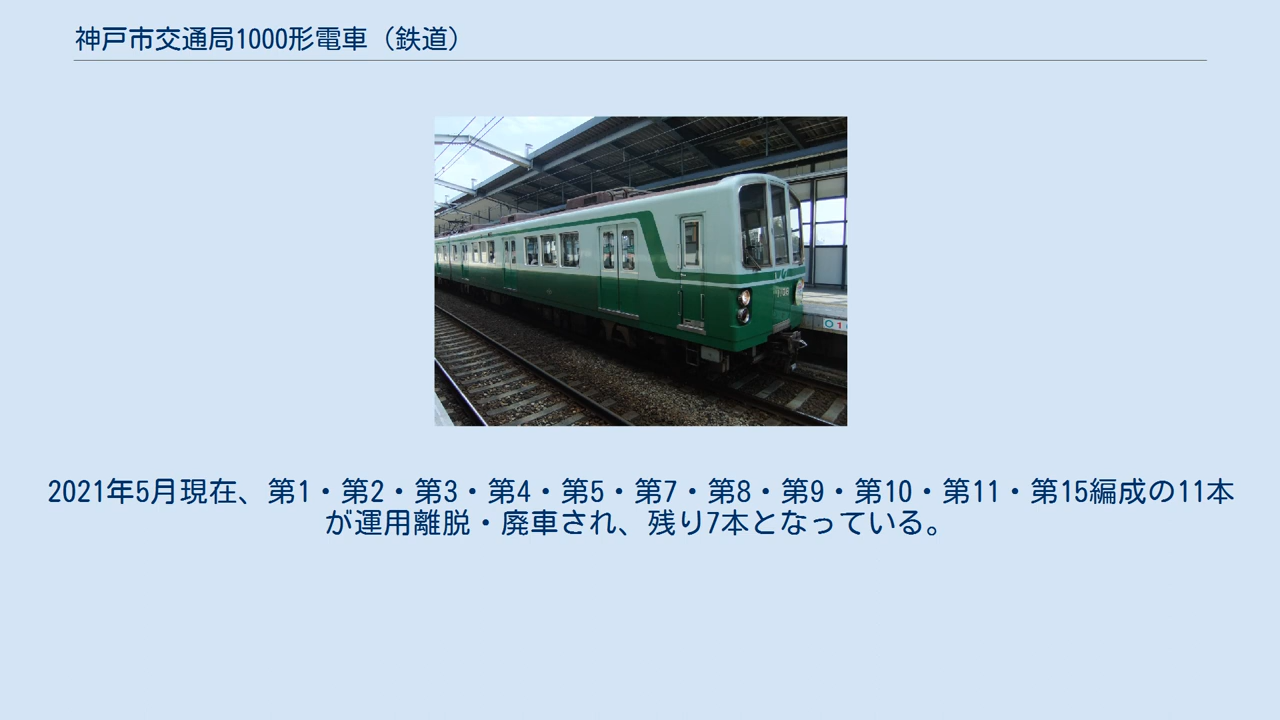 神戸市交通局1000形電車（鉄道）
2021年5月現在、第1・第2・第3・第4・第5・第7・第8・第9・第10・第11・第15編成の11本
が運用離脱・廃車され、残り7本となっている。